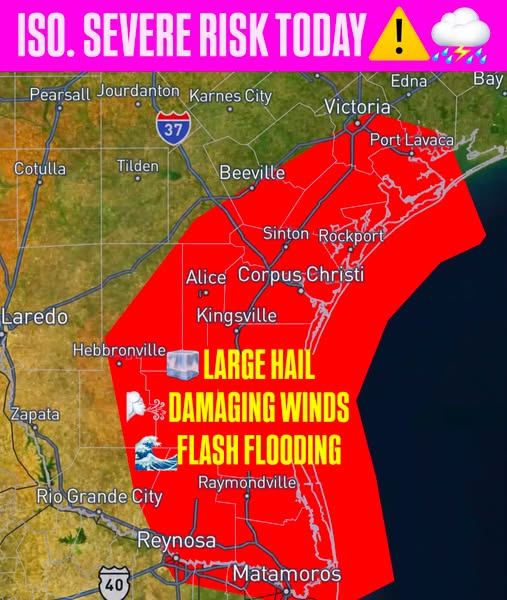 ISO. SEVERE RISK TODAY
Edna
Bay
Pearsall
Jourdanton
Karnes City
Victoria
37
Port Lavaca
Cotulla
Tilden
Beeville
Sinton
Rockport
Alice
Corpus Christi
Laredo
Kingsville
Hebbronville
LARGE HAIL
DAMAGING WINDS
Zapata
FLASH FLOODING
Raymondville
Rio Grande City
Reynosa
40
Matamoros